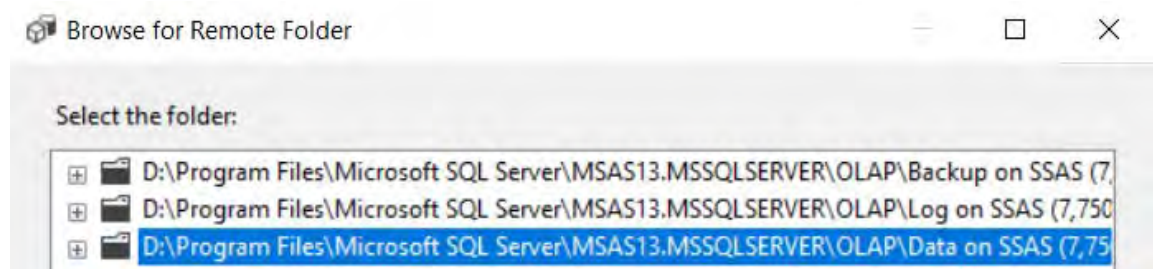 Browse for Remote Folder
Select the folder:
D:\Program Files\Microsoft SQL Server\MSAS13.MSSQLSERVER\OLAP\Backup on SSAS (7,
D:\Program Files\Microsoft SQL Server\MSAS13.MSSQLSERVER\OLAP\Log on SSAS (7,750
D:\Program Files\Microsoft SQL Server\MSAS13.MSSQLSERVER\OLAP\Data on SSAS (7,75